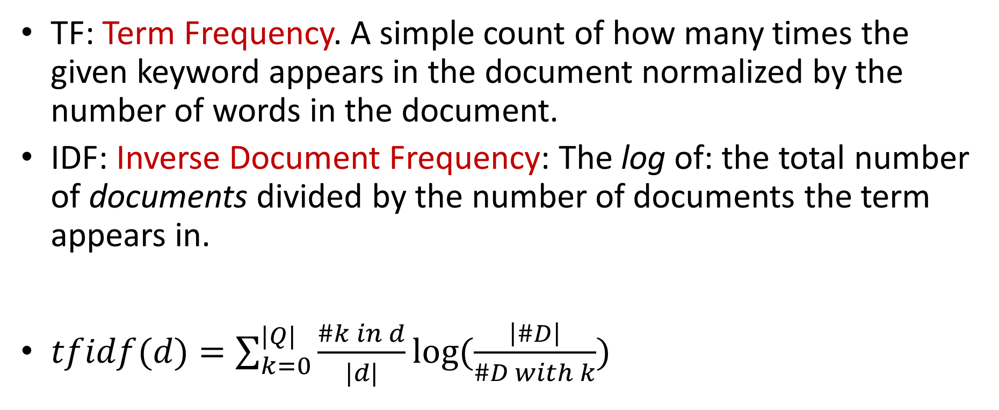 • TF: Term Frequency. A simple count of how many times the
given keyword appears in the document normalized by the
number of words in the document.
• IDF: Inverse Document Frequency: The log of: the total number
of documents divided by the number of documents the term
appears in.
• tfidf(d) = ∑_{k=0}^{|Q|} \frac{#k in d}{|d|} log(\frac{|#D|}{#D with k})